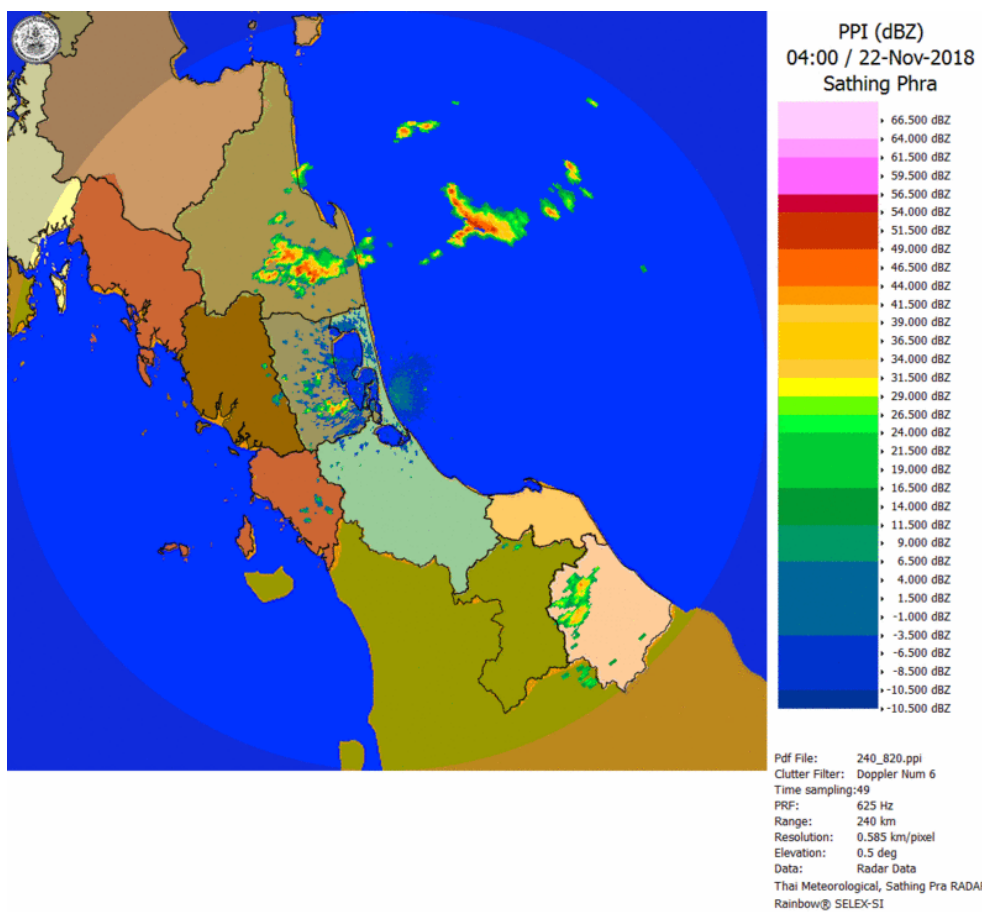 PPI (dBZ)
04:00 / 22-Nov-2018
Sathing Phra
66.500 dBZ
64.000 dBZ
61.500 dBZ
59.500 dBZ
56.500 dBZ
54.000 dBZ
51.500 dBZ
49.000 dBZ
46.500 dBZ
44.000 dBZ
41.500 dBZ
39.000 dBZ
36.500 dBZ
34.000 dBZ
31.500 dBZ
29.000 dBZ
26.500 dBZ
24.000 dBZ
21.500 dBZ
19.000 dBZ
16.500 dBZ
14.000 dBZ
11.500 dBZ
9.000 dBZ
6.500 dBZ
4.000 dBZ
1.500 dBZ
-1.000 dBZ
-3.500 dBZ
-6.500 dBZ
-8.500 dBZ
-10.500 dBZ
-10.500 dBZ
Pdf File: 240_820.ppi
Clutter Filter: Doppler Num 6
Time sampling:49
PRF: 625 Hz
Range: 240 km
Resolution: 0.585 km/pixel
Elevation: 0.5 deg
Data: Radar Data
Thai Meteorological, Sathing Pra RADA
Rainbow® SELEX-SI